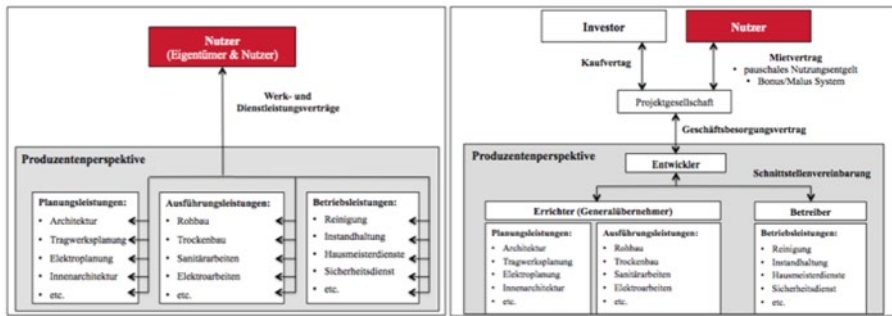 Nutzer
(Eigentümer & Nutzer)
Werk- und
Dienstleistungsverträge
Produzentenperspektive
Planungsleistungen:
• Architektur
• Tragwerksplanung
• Elektroplanung
• Innenarchitektur
• etc.
Ausführungsleistungen:
• Rohbau
• Trockenbau
• Sanitärarbeiten
• Elektroarbeiten
• etc.
Betriebsleistungen:
• Reinigung
• Instandhaltung
• Hausmeisterdienste
• Sicherheitsdienst
• etc.
Investor
Nutzer
Kaufvertag
Mietvertrag
• pauschales Nutzungsentgelt
• Bonus/Malus System
Projektgesellschaft
Geschäftsbesorgungsvertrag
Produzentenperspektive
Entwickler
Schnittstellenvereinbarung
Errichter (Generalübernehmer)
Betreiber
Planungsleistungen:
• Architektur
• Tragwerksplanung
• Elektroplanung
• Innenarchitektur
• etc.
Ausführungsleistungen:
• Rohbau
• Trockenbau
• Sanitärarbeiten
• Elektroarbeiten
• etc.
Betriebsleistungen:
• Reinigung
• Instandhaltung
• Hausmeisterdienste
• Sicherheitsdienst
• etc.